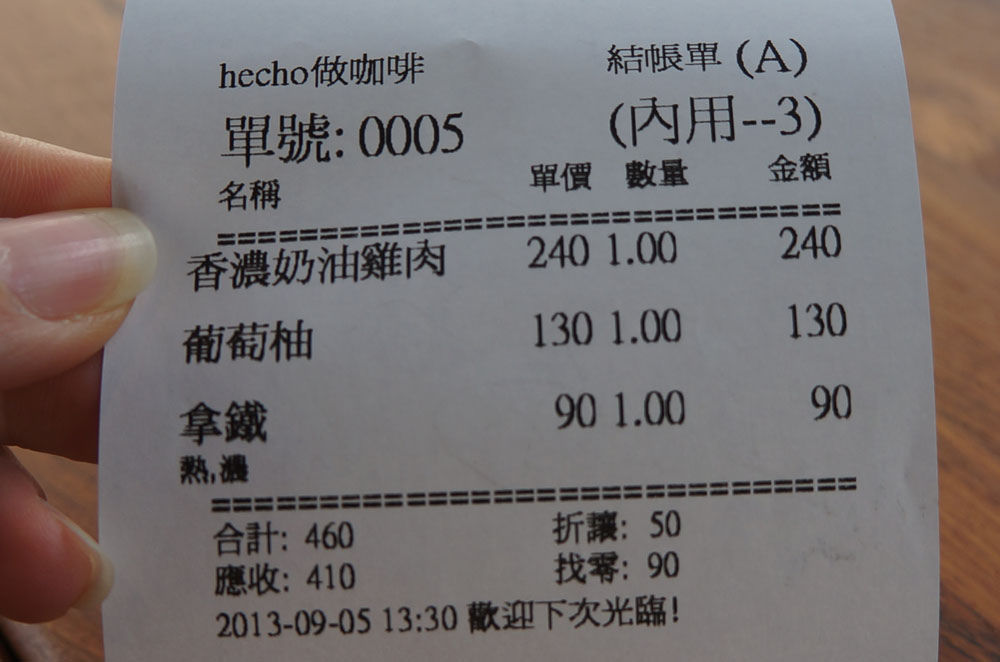 hecho做咖啡 結帳單 (A)
單號: 0005 (內用--3)
名稱 單價 數量 金額
==========================================
香濃奶油雞肉 240 1.00 240
葡萄柚 130 1.00 130
拿鐵 90 1.00 90
熱,濃
==========================================
合計: 460 折讓: 50
應收: 410 找零: 90
2013-09-05 13:30 歡迎下次光臨!